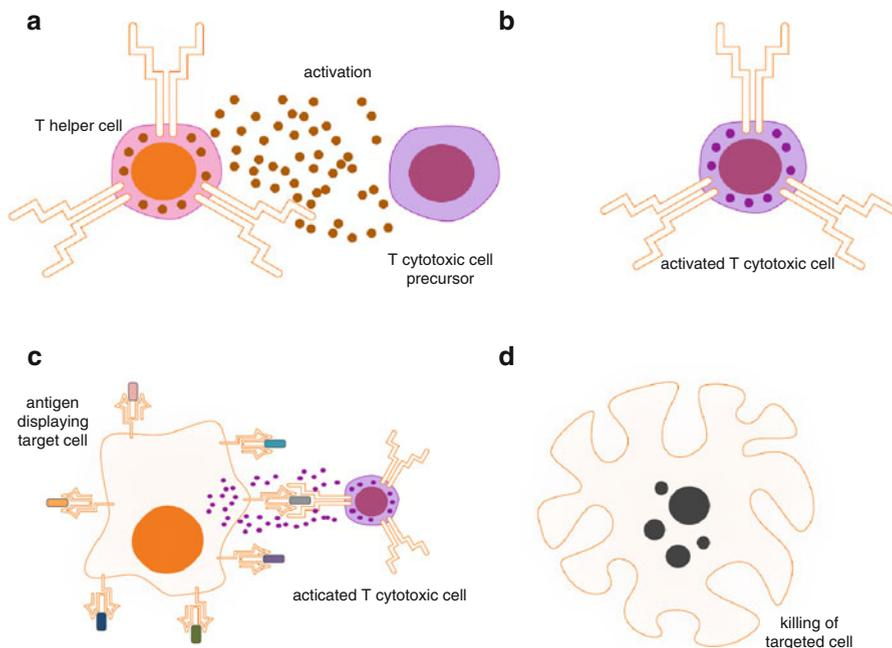 a
activation
T helper cell
T cytotoxic cell
precursor
b
activated T cytotoxic cell
c
antigen
displaying
target cell
acticated T cytotoxic cell
d
killing of
targeted cell